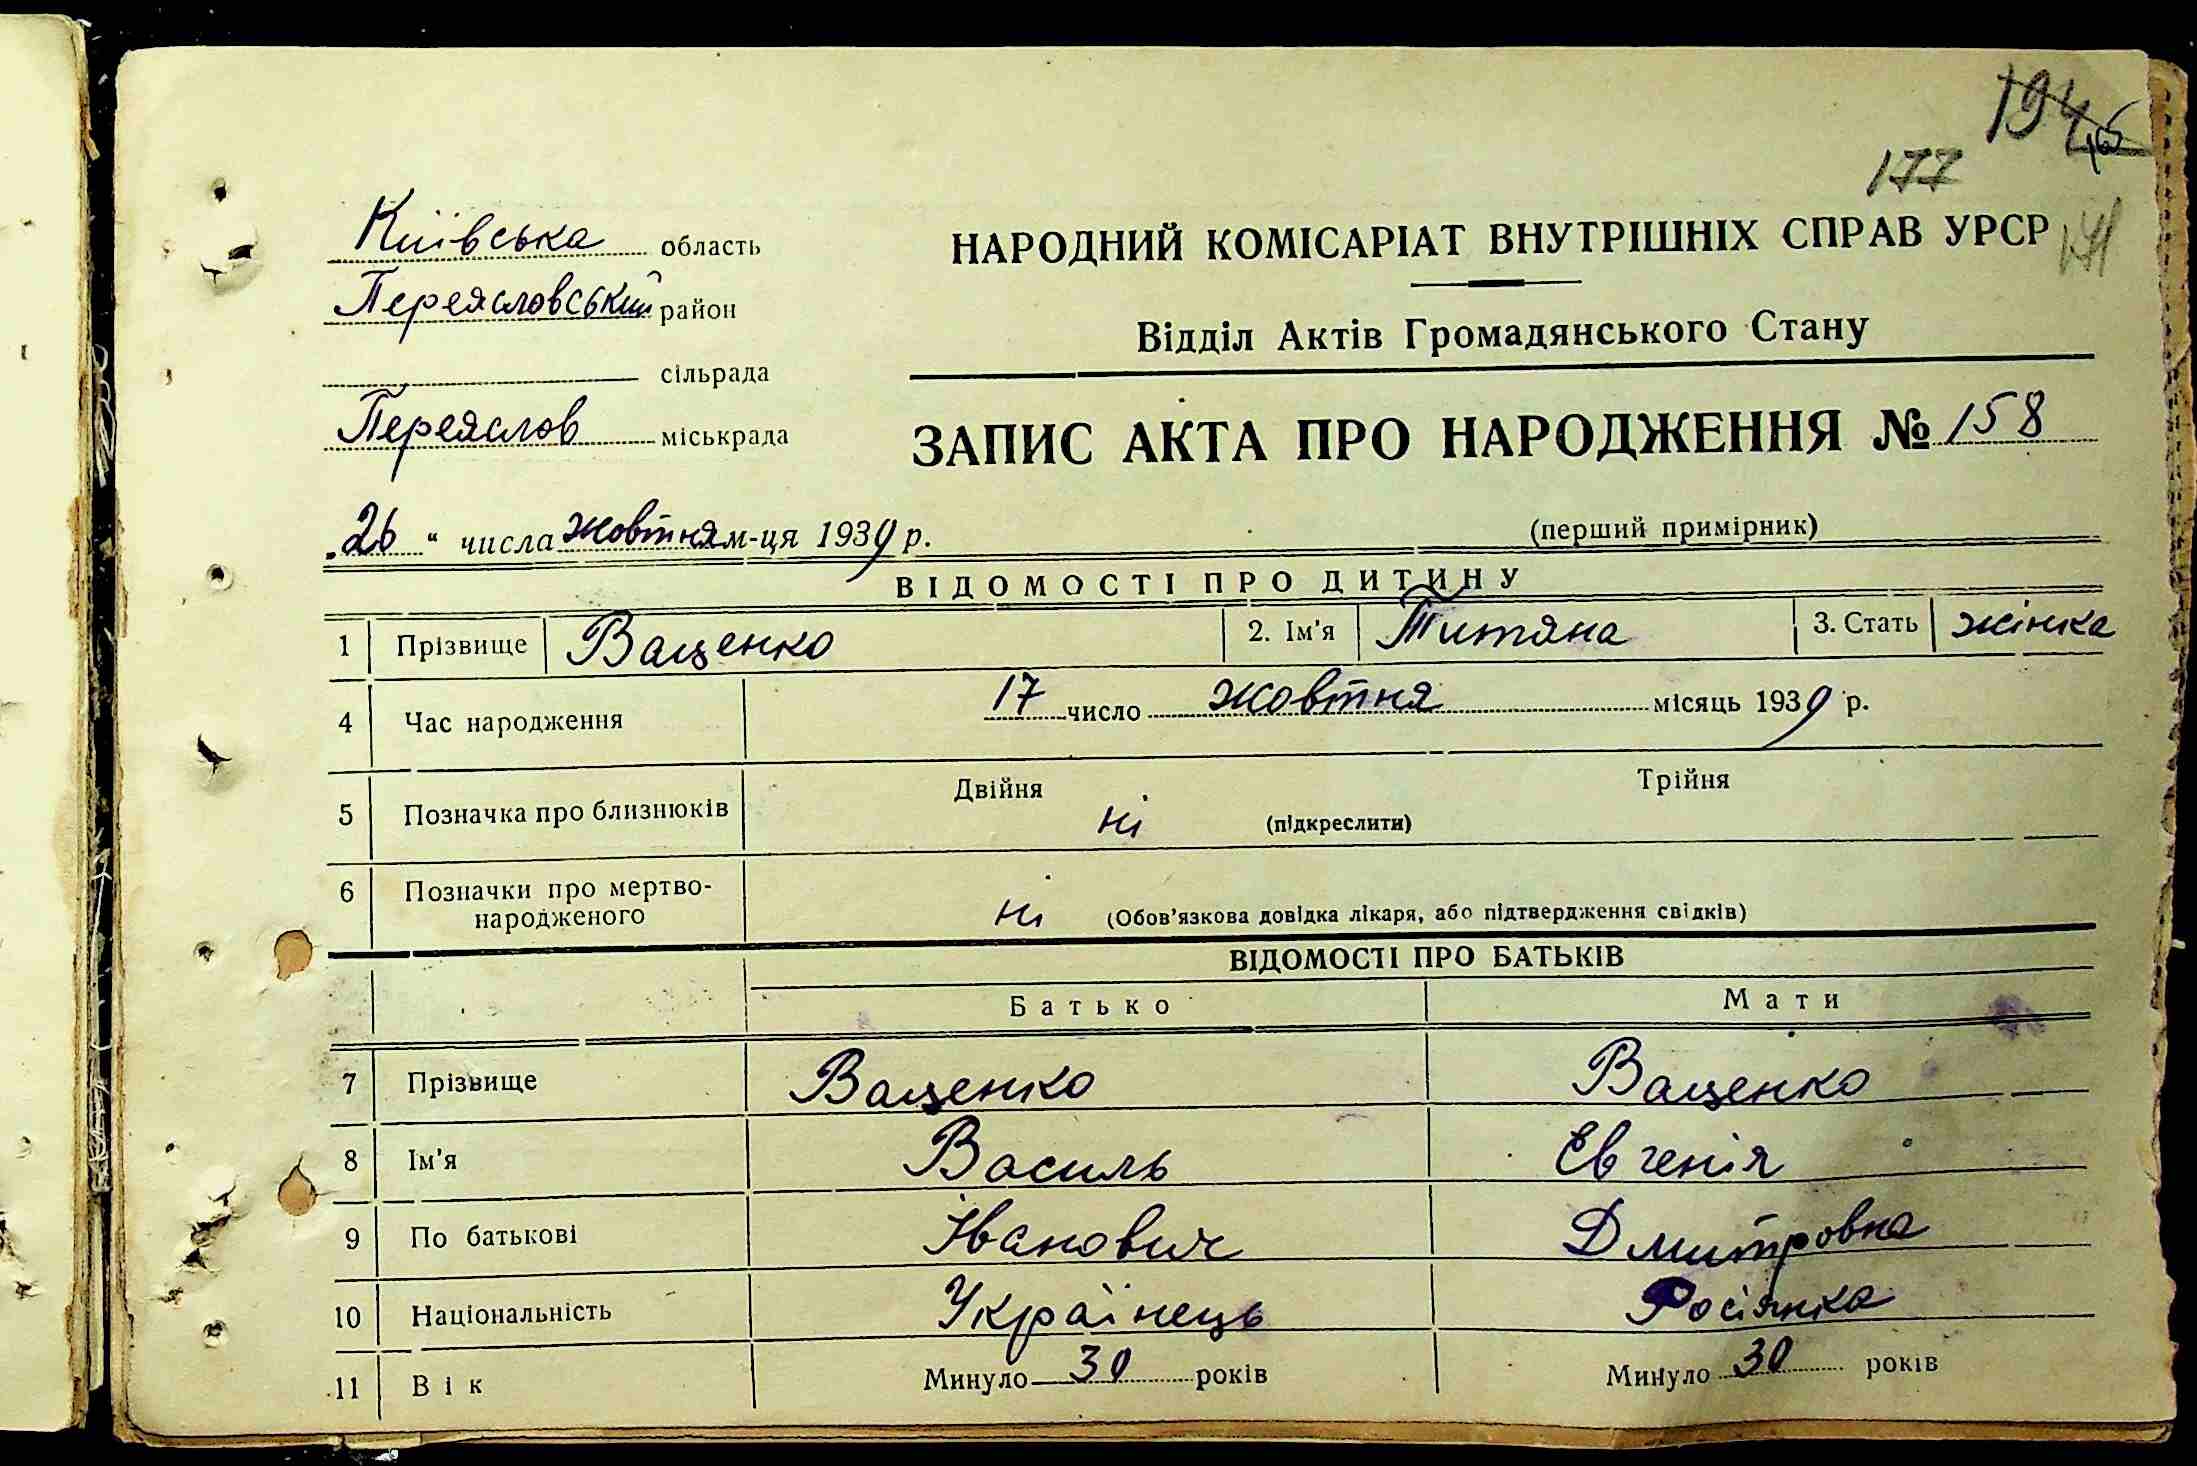 177
Київська область
Переясловський район
сільрада
Переяслов міськрада
НАРОДНИЙ КОМІСАРІАТ ВНУТРІШНІХ СПРАВ УРСР
Відділ Актів Громадянського Стану
ЗАПИС АКТА ПРО НАРОДЖЕННЯ № 158
„26“ числа жовтня м-ця 1939 р.
(перший примірник)
ВІДОМОСТІ ПРО ДИТИНУ
1 Прізвище Ващенко 2. Ім'я Титяна 3. Стать жінка
4 Час народження 17 число жовтня місяць 1939 р.
5 Позначка про близнюків Двійня ні (підкреслити) Трійня
6 Позначки про мертво-
народженого ні (Обов'язкова довідка лікаря, або підтвердження свідків)
ВІДОМОСТІ ПРО БАТЬКІВ
Батько Мати
7 Прізвище Ващенко Ващенко
8 Ім'я Василь Евгенія
9 По батькові Іванович Дмитровна
10 Національність Українець Росіянка
11 Вік Минуло 30 років Минуло 30 років